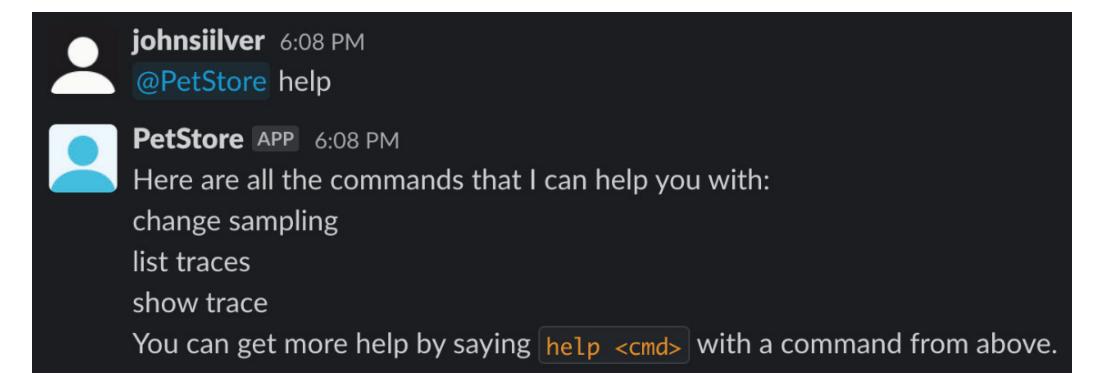 johnsiilver 6:08 PM
@PetStore help
PetStore APP 6:08 PM
Here are all the commands that I can help you with:
change sampling
list traces
show trace
You can get more help by saying help <cmd> with a command from above.